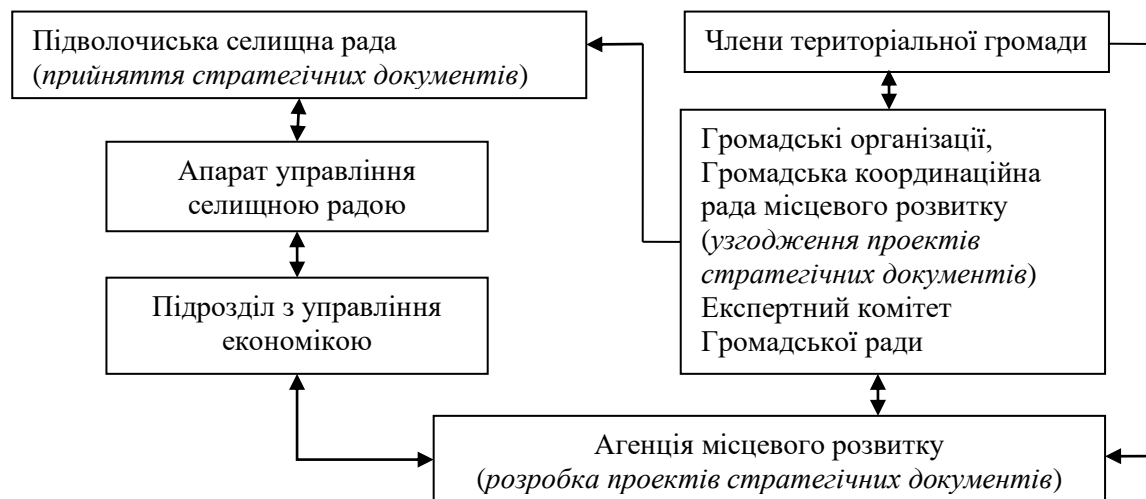 Підволочиська селищна рада
(прийняття стратегічних документів)
Члени територіальної громади
Апарат управління
селищною радою
Громадські організації,
Громадська координаційна
рада місцевого розвитку
(узгодження проектів
стратегічних документів)
Експертний комітет
Громадської ради
Підрозділ з управління
економікою
Агенція місцевого розвитку
(розробка проектів стратегічних документів)